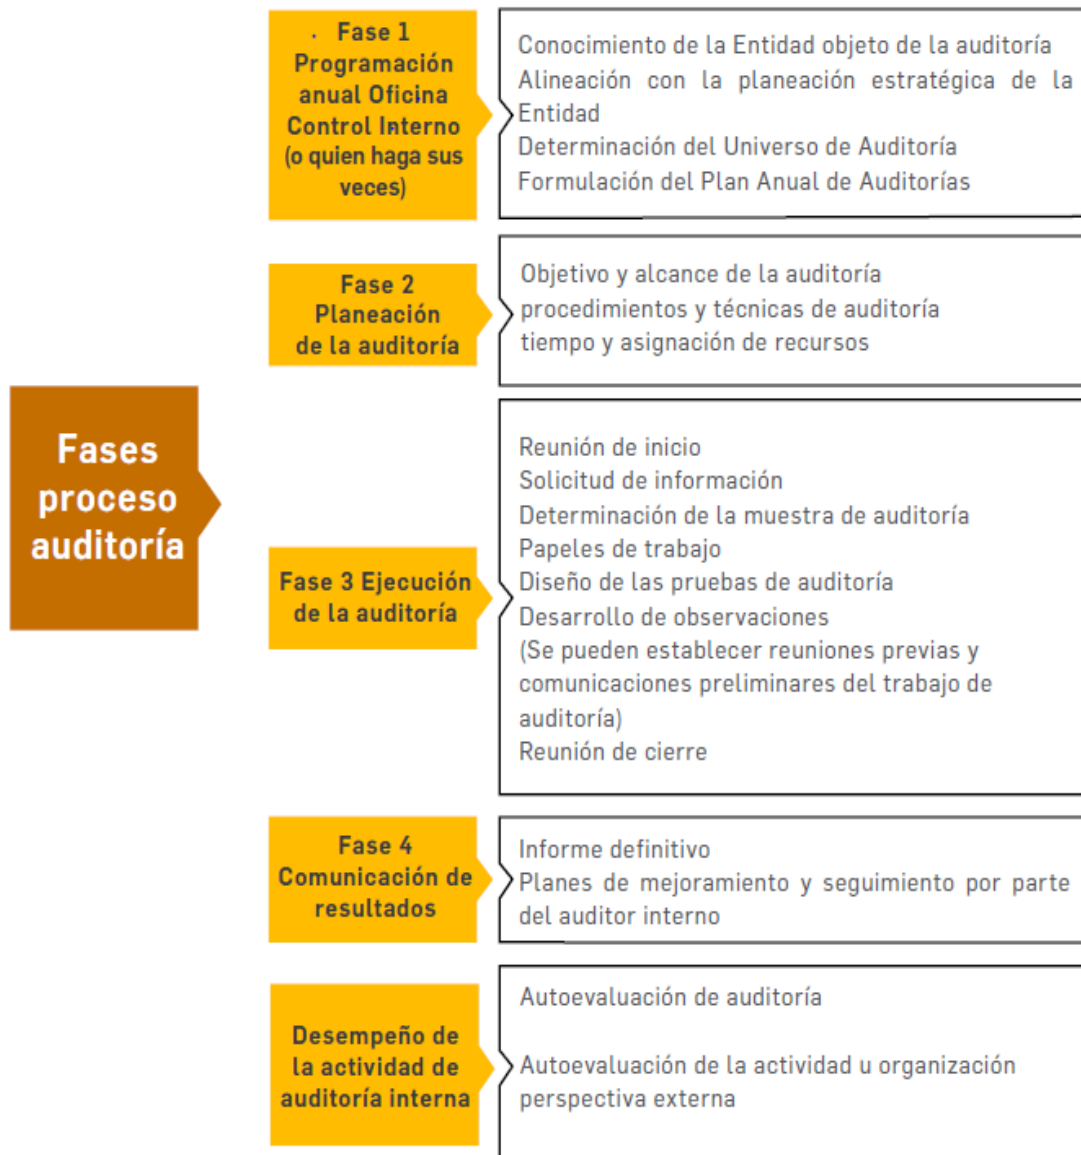 Fases
proceso
auditoría
. Fase 1
Programación
anual Oficina
Control Interno
(o quien haga sus
veces)
Conocimiento de la Entidad objeto de la auditoría
Alineación con la planeación estratégica de la
Entidad
Determinación del Universo de Auditoría
Formulación del Plan Anual de Auditorías
Fase 2
Planeación
de la auditoría
Objetivo y alcance de la auditoría
procedimientos y técnicas de auditoría
tiempo y asignación de recursos
Fase 3 Ejecución
de la auditoría
Reunión de inicio
Solicitud de información
Determinación de la muestra de auditoría
Papeles de trabajo
Diseño de las pruebas de auditoría
Desarrollo de observaciones
(Se pueden establecer reuniones previas y
comunicaciones preliminares del trabajo de
auditoría)
Reunión de cierre
Fase 4
Comunicación de
resultados
Informe definitivo
Planes de mejoramiento y seguimiento por parte
del auditor interno
Desempeño de
la actividad de
auditoría interna
Autoevaluación de auditoría
Autoevaluación de la actividad u organización
perspectiva externa